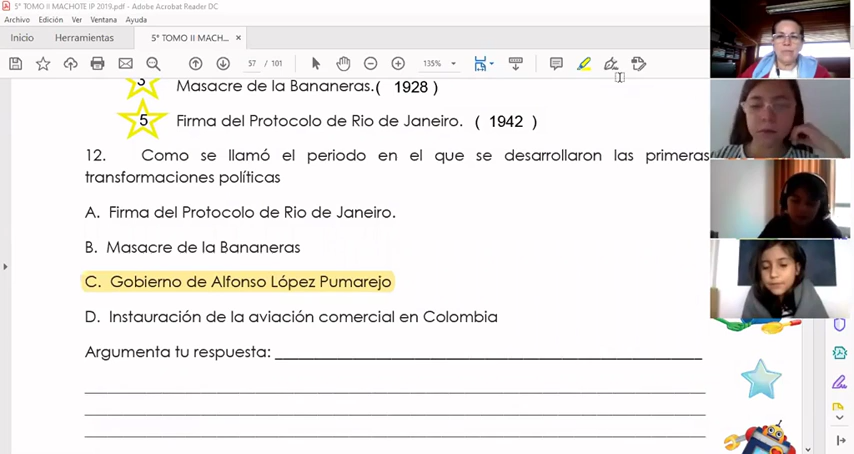 5° TOMO II MACHOTE IP 2019.pdf - Adobe Acrobat Reader DC
Archivo Edición Ver Ventana Ayuda
Inicio Herramientas 5° TOMO II MACH... ×
57 / 101 135%
3 Masacre de la Bananeras.( 1928 )
5 Firma del Protocolo de Rio de Janeiro. ( 1942 )
12. Como se llamó el periodo en el que se desarrollaron las primeras
transformaciones políticas
A. Firma del Protocolo de Rio de Janeiro.
B. Masacre de la Bananeras
C. Gobierno de Alfonso López Pumarejo
D. Instauración de la aviación comercial en Colombia
Argumenta tu respuesta: